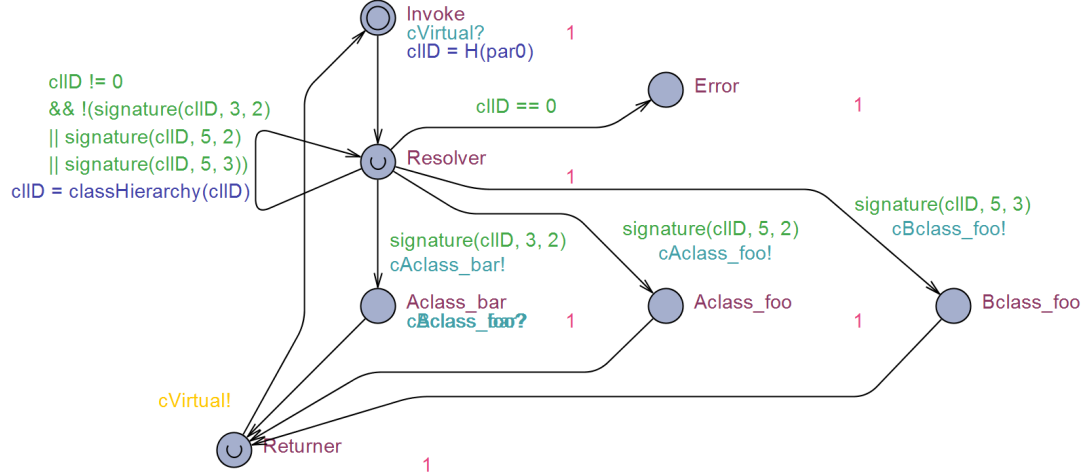 Invoke
cVirtual?
1
clID = H(par0)
clID != 0
&& !(signature(clID, 3, 2)
|| signature(clID, 5, 2)
|| signature(clID, 5, 3))
clID = classHierarchy(clID)
clID == 0
Error
1
Resolver
1
signature(clID, 3, 2)
cAclass_bar!
signature(clID, 5, 2)
cAclass_foo!
signature(clID, 5, 3)
cBclass_foo!
Aclass_bar
1
Aclass_foo
1
Bclass_foo
cVirtual!
Returner
1